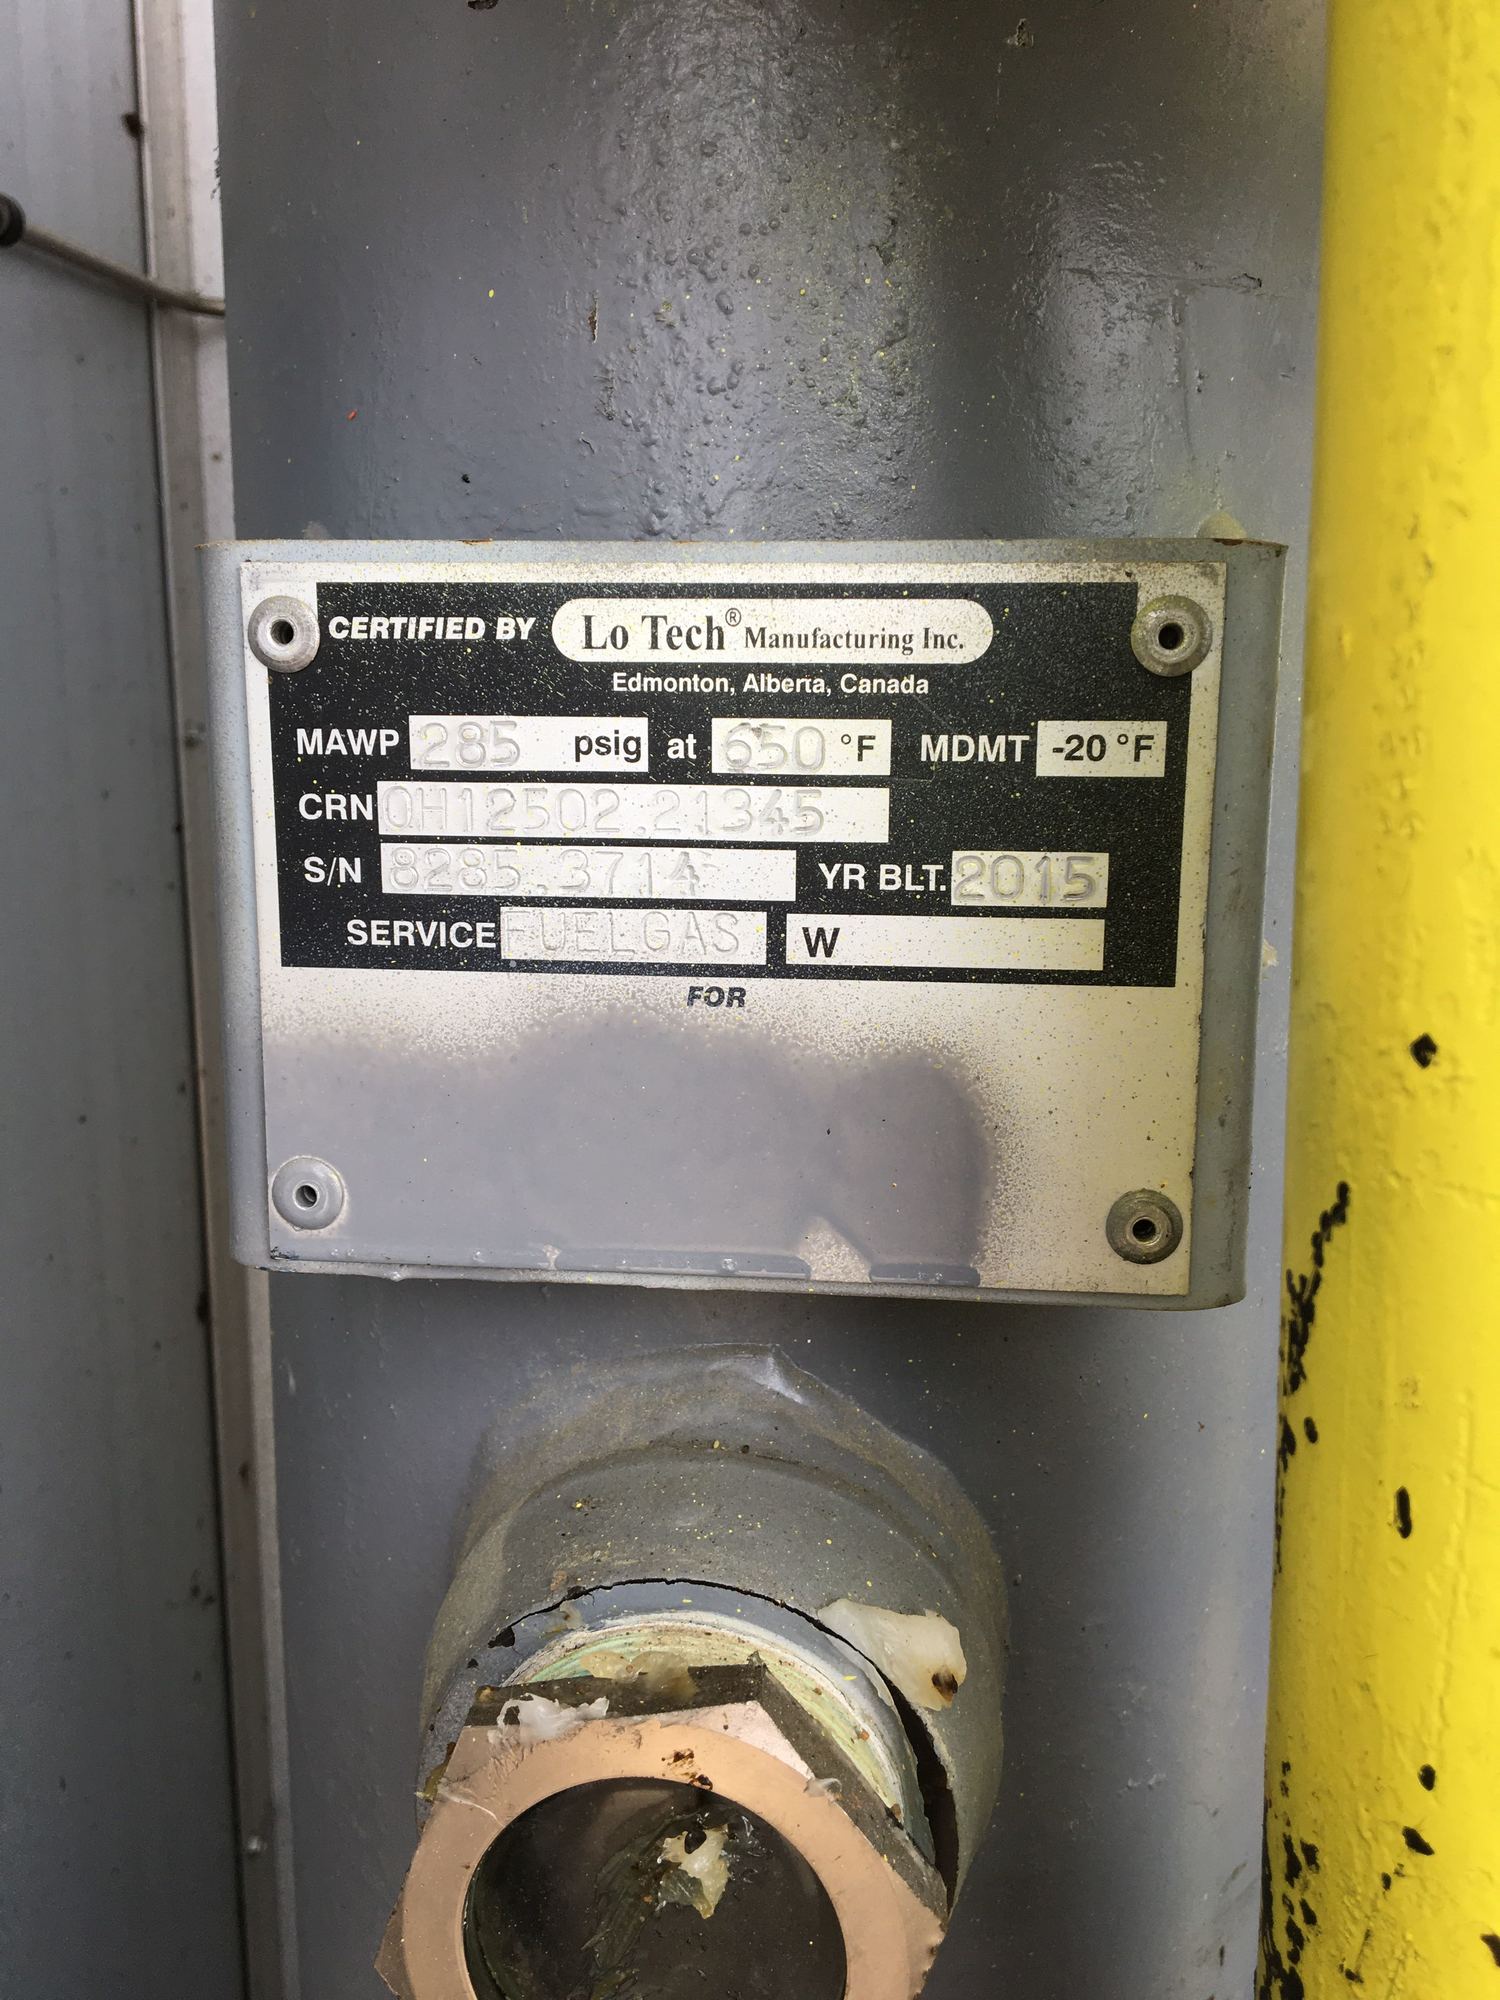 CERTIFIED BY Lo Tech® Manufacturing Inc.
Edmonton, Alberta, Canada
MAWP 285 psig at 650 °F MDMT -20 °F
CRN 0H12502.21345
S/N 8285.3714 YR BLT. 2015
SERVICE FUELGAS W
FOR